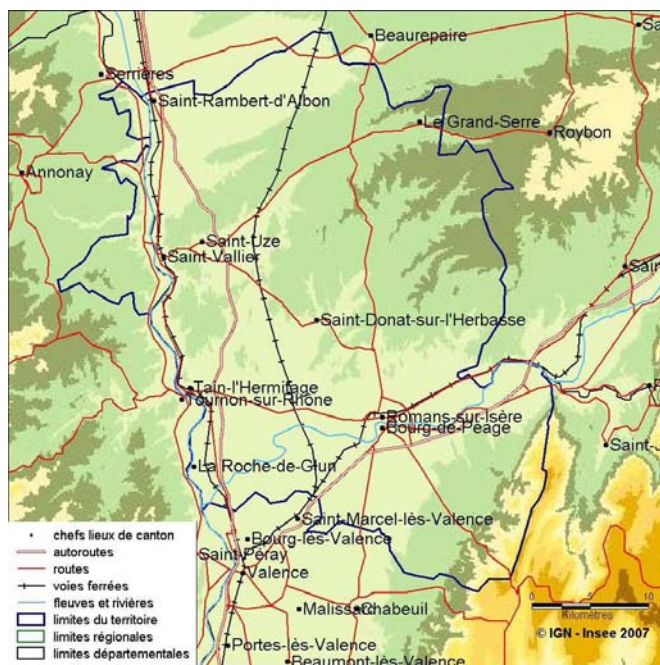 Beaurepaire
Serrières
Saint-Rambert-d'Albon
Le Grand-Serre
Roybon
Annonay
Saint-Uze
Saint-Vallier
Saint-Donat-sur-l'Herbasse
Tain-l'Hermitage
Tournon-sur-Rhône
Romans-sur-Isère
Bourg-de-Péage
Saint-J
La Roche-de-Glun
Saint-Marcel-lès-Valence
Bourg-lès-Valence
Saint-Péray
Valence
Malissard
Chabeuil
Portes-lès-Valence
Beaumont-lès-Valence
chefs lieux de canton
autoroutes
routes
voies ferrées
fleuves et rivières
limites du territoire
limites régionales
limites départementales
0 5 10
Kilomètres
© IGN - Insee 2007